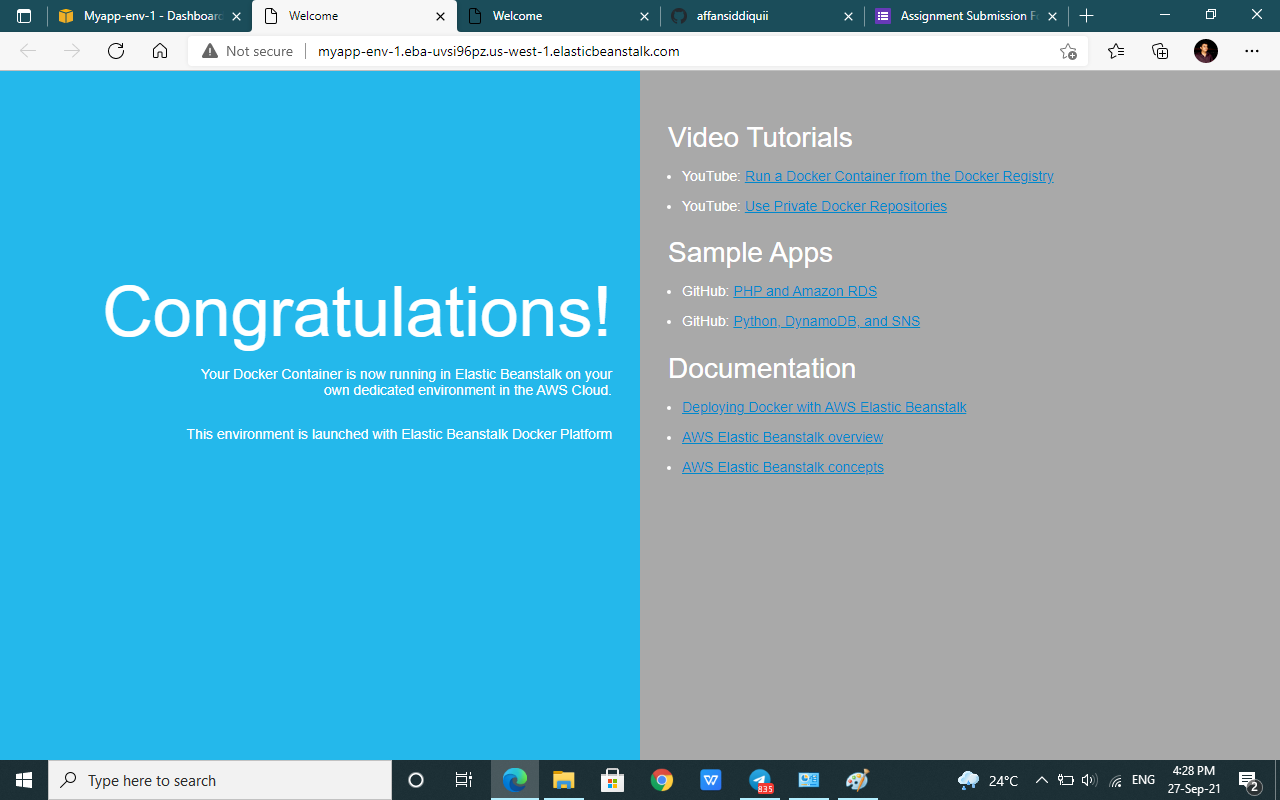 Myapp-env-1 - Dashboard
Welcome
Welcome
affansiddiquii
Assignment Submission Fo
Not secure
myapp-env-1.eba-uvsi96pz.us-west-1.elasticbeanstalk.com
Congratulations!
Your Docker Container is now running in Elastic Beanstalk on your
own dedicated environment in the AWS Cloud.
This environment is launched with Elastic Beanstalk Docker Platform
Video Tutorials
YouTube: Run a Docker Container from the Docker Registry
YouTube: Use Private Docker Repositories
Sample Apps
GitHub: PHP and Amazon RDS
GitHub: Python, DynamoDB, and SNS
Documentation
Deploying Docker with AWS Elastic Beanstalk
AWS Elastic Beanstalk overview
AWS Elastic Beanstalk concepts
Type here to search
835
24°C
ENG
4:28 PM
27-Sep-21
2